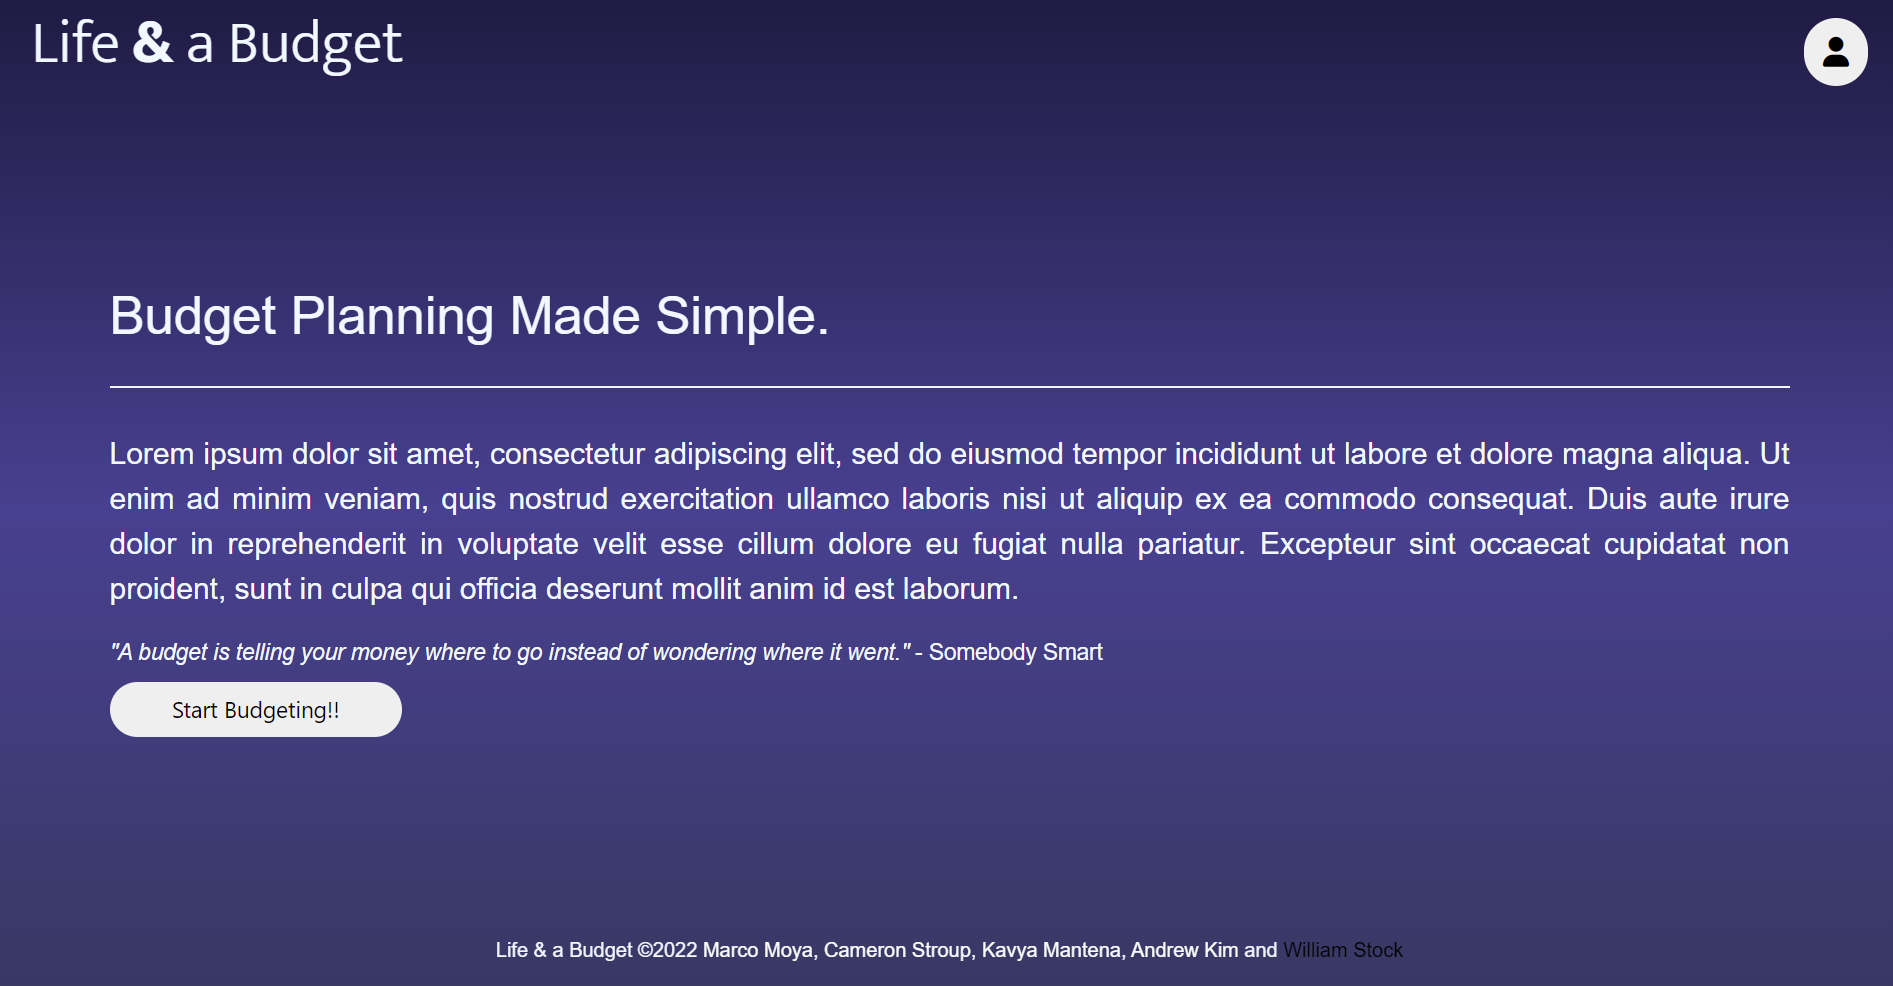 Life & a Budget
Budget Planning Made Simple.
Lorem ipsum dolor sit amet, consectetur adipiscing elit, sed do eiusmod tempor incididunt ut labore et dolore magna aliqua. Ut
enim ad minim veniam, quis nostrud exercitation ullamco laboris nisi ut aliquip ex ea commodo consequat. Duis aute irure
dolor in reprehenderit in voluptate velit esse cillum dolore eu fugiat nulla pariatur. Excepteur sint occaecat cupidatat non
proident, sunt in culpa qui officia deserunt mollit anim id est laborum.
"A budget is telling your money where to go instead of wondering where it went." - Somebody Smart
Start Budgeting!!
Life & a Budget ©2022 Marco Moya, Cameron Stroup, Kavya Mantena, Andrew Kim and William Stock